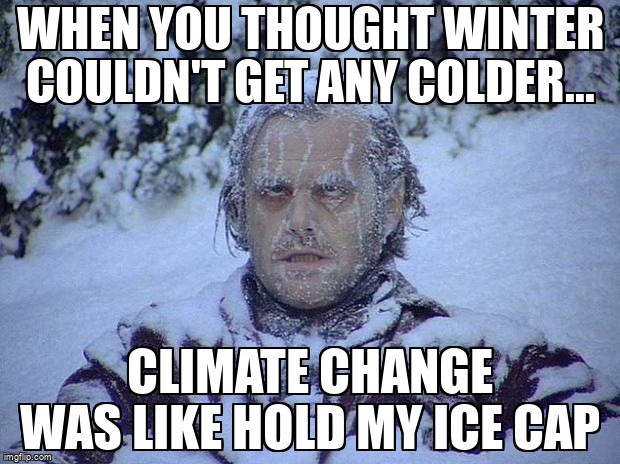 WHEN YOU THOUGHT WINTER
COULDN'T GET ANY COLDER...
CLIMATE CHANGE
WAS LIKE HOLD MY ICE CAP
imgflip.com